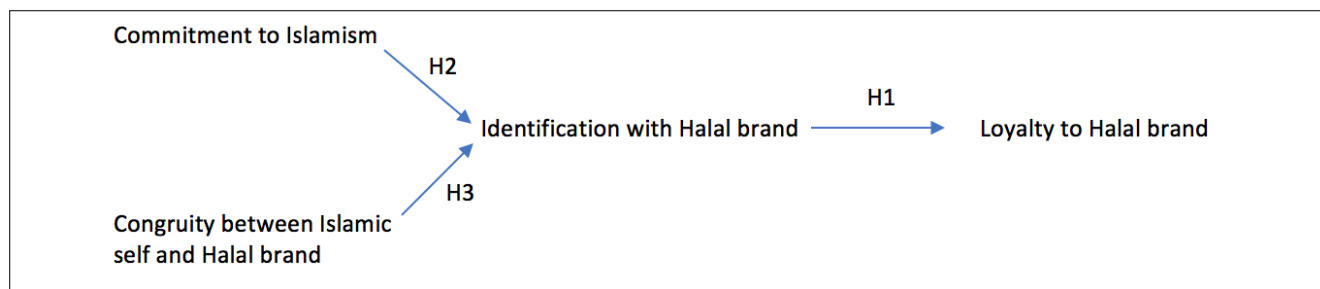 Commitment to Islamism
H2
H1
Identification with Halal brand
Loyalty to Halal brand
H3
Congruity between Islamic
self and Halal brand